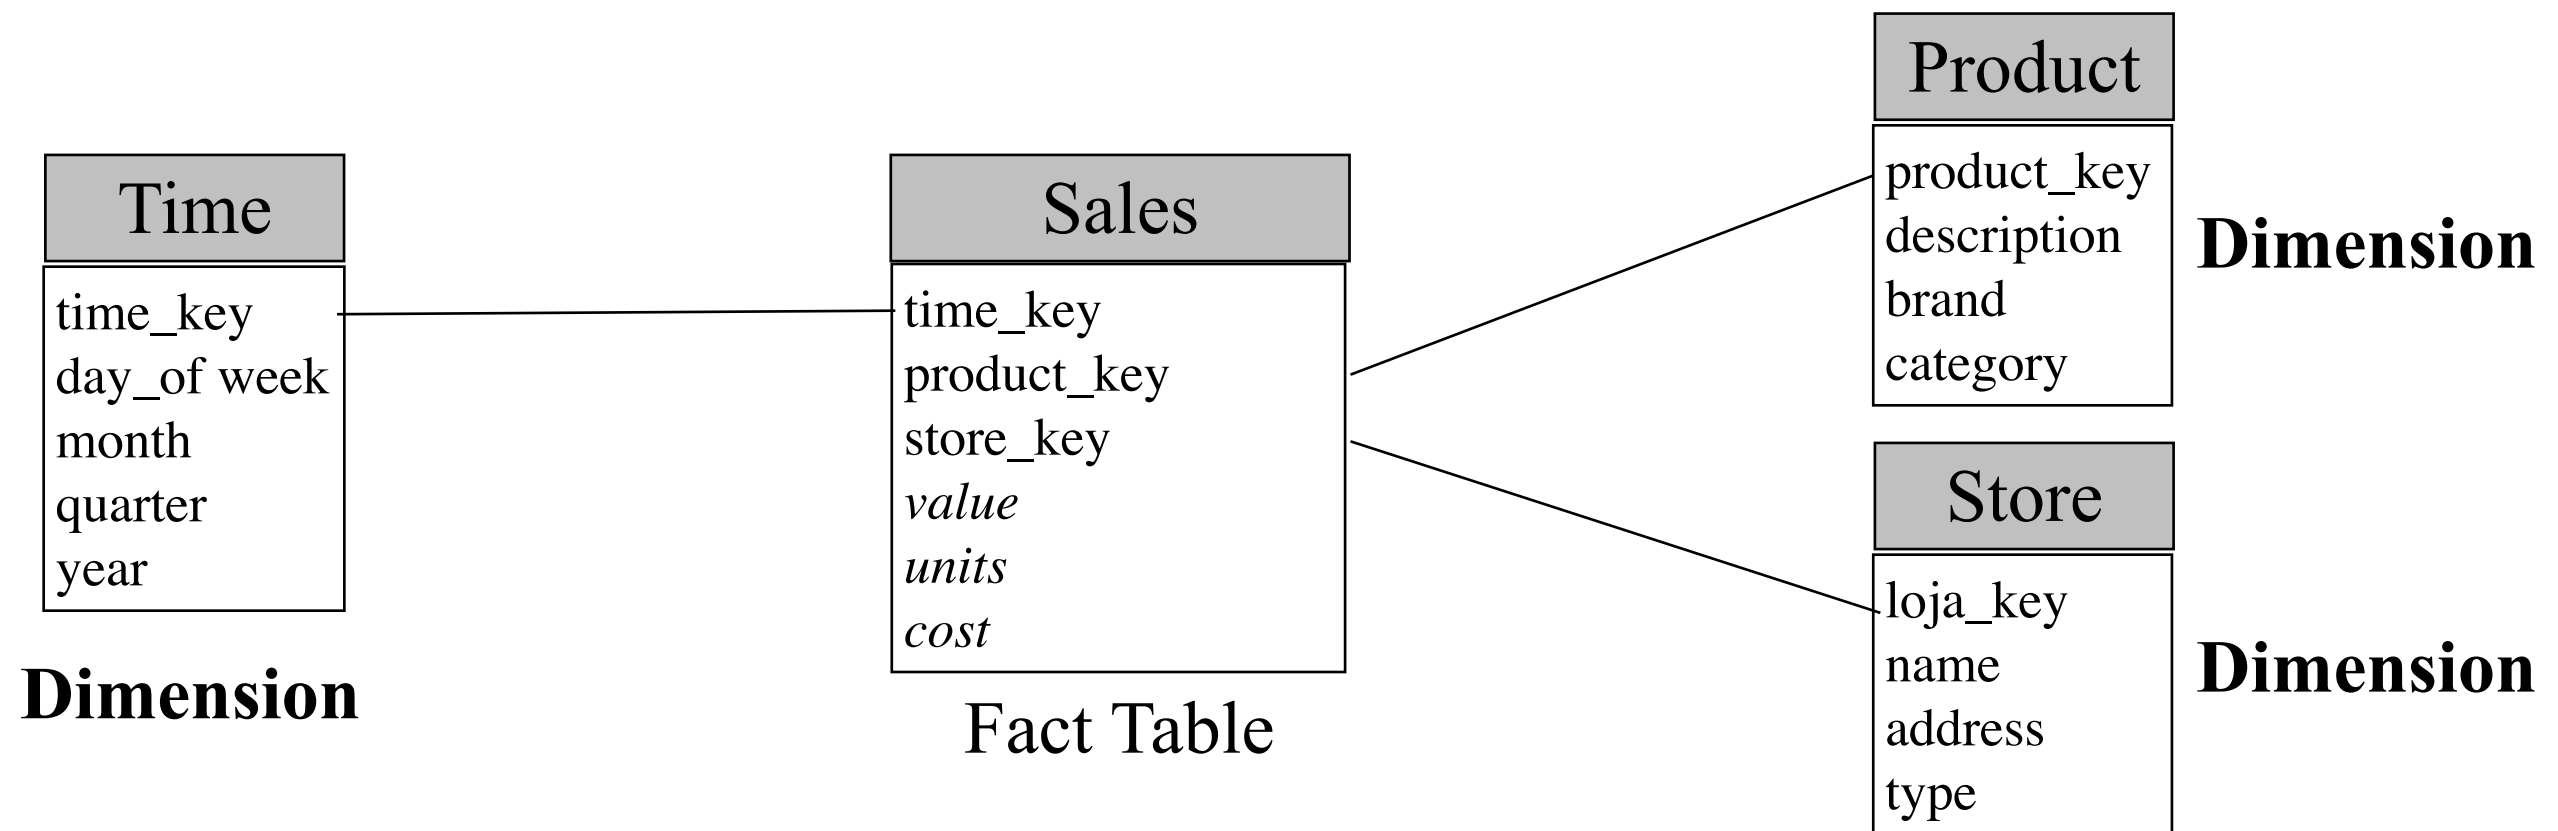 Time
time_key
day_of week
month
quarter
year
Dimension
Sales
time_key
product_key
store_key
value
units
cost
Fact Table
Product
product_key
description
brand
category
Dimension
Store
loja_key
name
address
type
Dimension